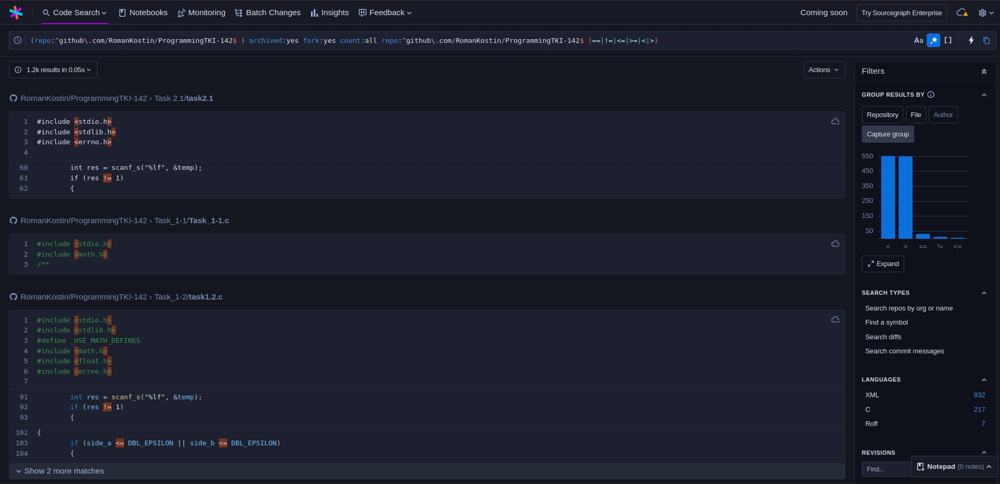 Code Search
Notebooks
Monitoring
Batch Changes
Insights
Feedback
Coming soon
Try Sourcegraph Enterprise
(repo:^github\.com/RomanKostin/ProgrammingTKI-142$ ) archived:yes fork:yes count:all repo:^github\.com/RomanKostin/ProgrammingTKI-142$ (==|!=|<=|>=|<|>)
Aa
1.2k results in 0.05s
Actions
RomanKostin/ProgrammingTKI-142 › Task 2.1/task2.1
1 #include <stdio.h>
2 #include <stdlib.h>
3 #include <errno.h>
4
60 int res = scanf_s("%lf", &temp);
61 if (res != 1)
62 {
RomanKostin/ProgrammingTKI-142 › Task_1-1/Task_1-1.c
1 #include <stdio.h>
2 #include <math.h>
3 /**
RomanKostin/ProgrammingTKI-142 › Task_1-2/task1.2.c
1 #include <stdio.h>
2 #include <stdlib.h>
3 #define _USE_MATH_DEFINES
4 #include <math.h>
5 #include <float.h>
6 #include <errno.h>
7
91 int res = scanf_s("%lf", &temp);
92 if (res != 1)
93 {
102 {
103 if (side_a <= DBL_EPSILON || side_b <= DBL_EPSILON)
104 {
Show 2 more matches
Filters
GROUP RESULTS BY
Repository
File
Author
Capture group
550
450
350
250
150
50
< > == != <=
Expand
SEARCH TYPES
Search repos by org or name
Find a symbol
Search diffs
Search commit messages
LANGUAGES
XML 932
C 217
Roff 7
REVISIONS
Find...
Notepad (0 notes)